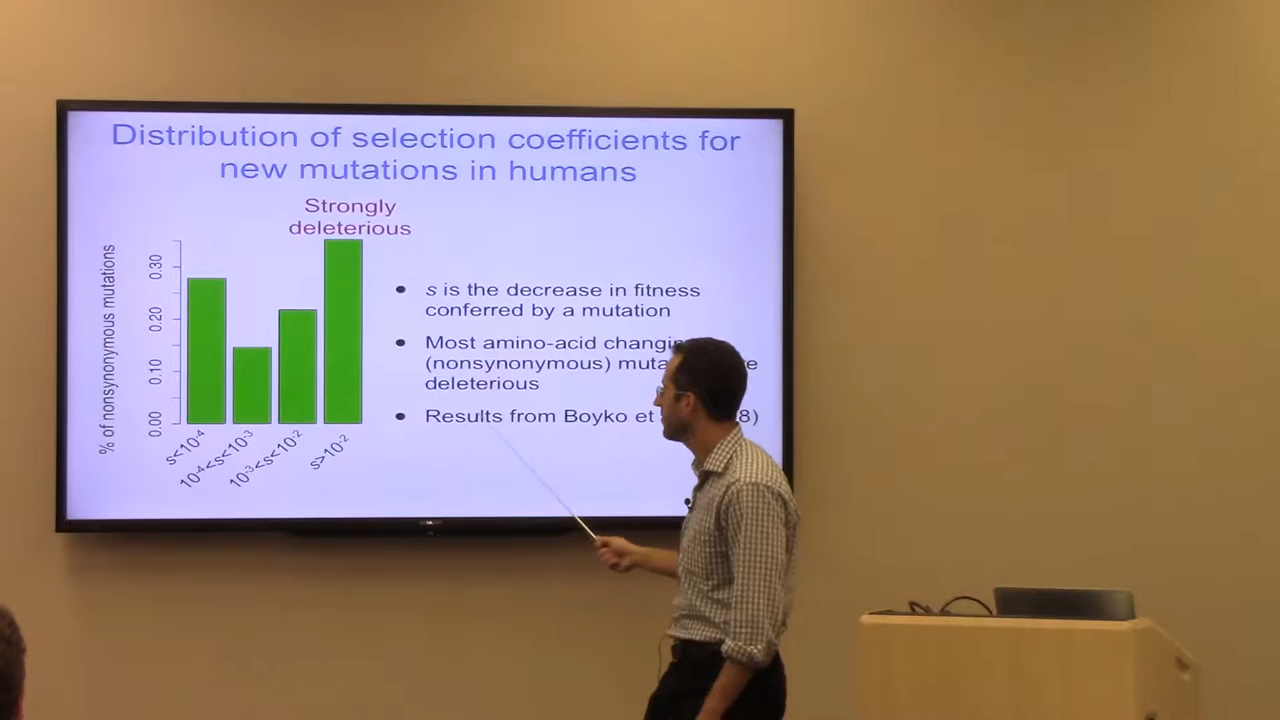 Distribution of selection coefficients for
new mutations in humans
Strongly
deleterious
% of nonsynonymous mutations
0.30
0.20
0.10
0.00
s<10-4
10-4<s<10-3
10-3<s<10-2
s>10-2
• s is the decrease in fitness
conferred by a mutation
• Most amino-acid changin
(nonsynonymous) muta
deleterious
• Results from Boyko et 8)